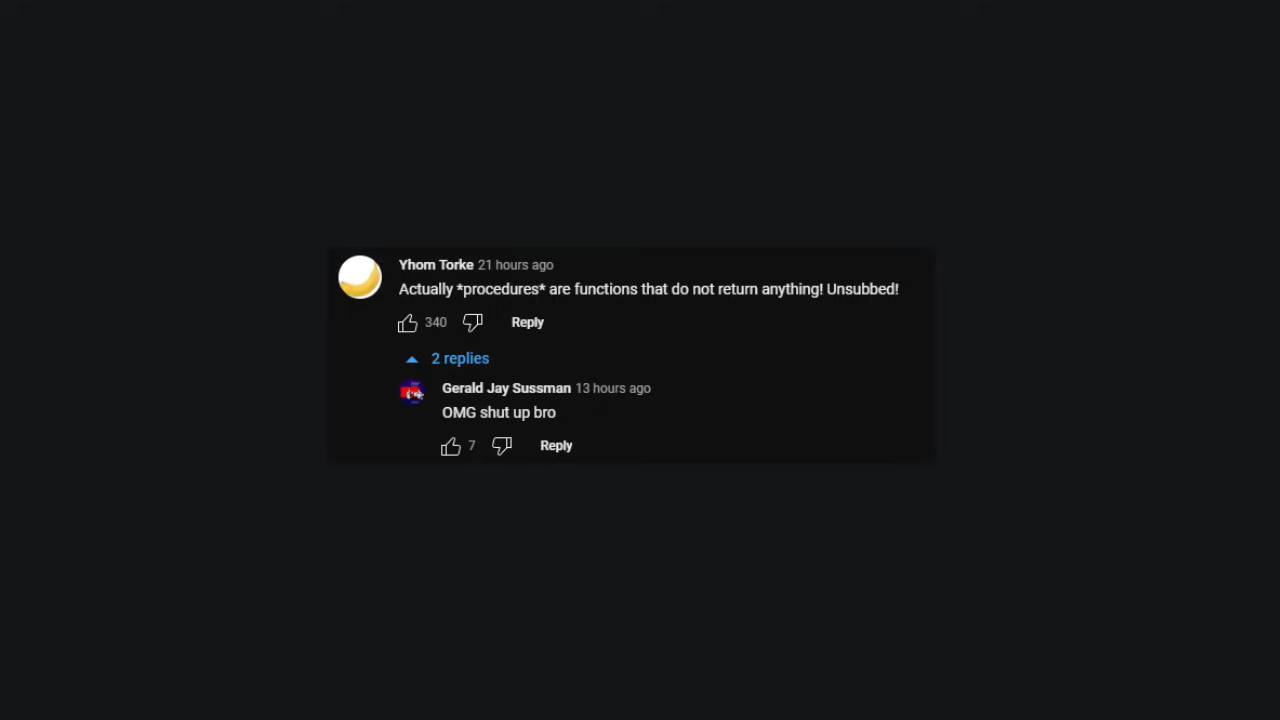 Yhom Torke 21 hours ago
Actually *procedures* are functions that do not return anything! Unsubbed!
340 Reply
2 replies
Gerald Jay Sussman 13 hours ago
OMG shut up bro
7 Reply